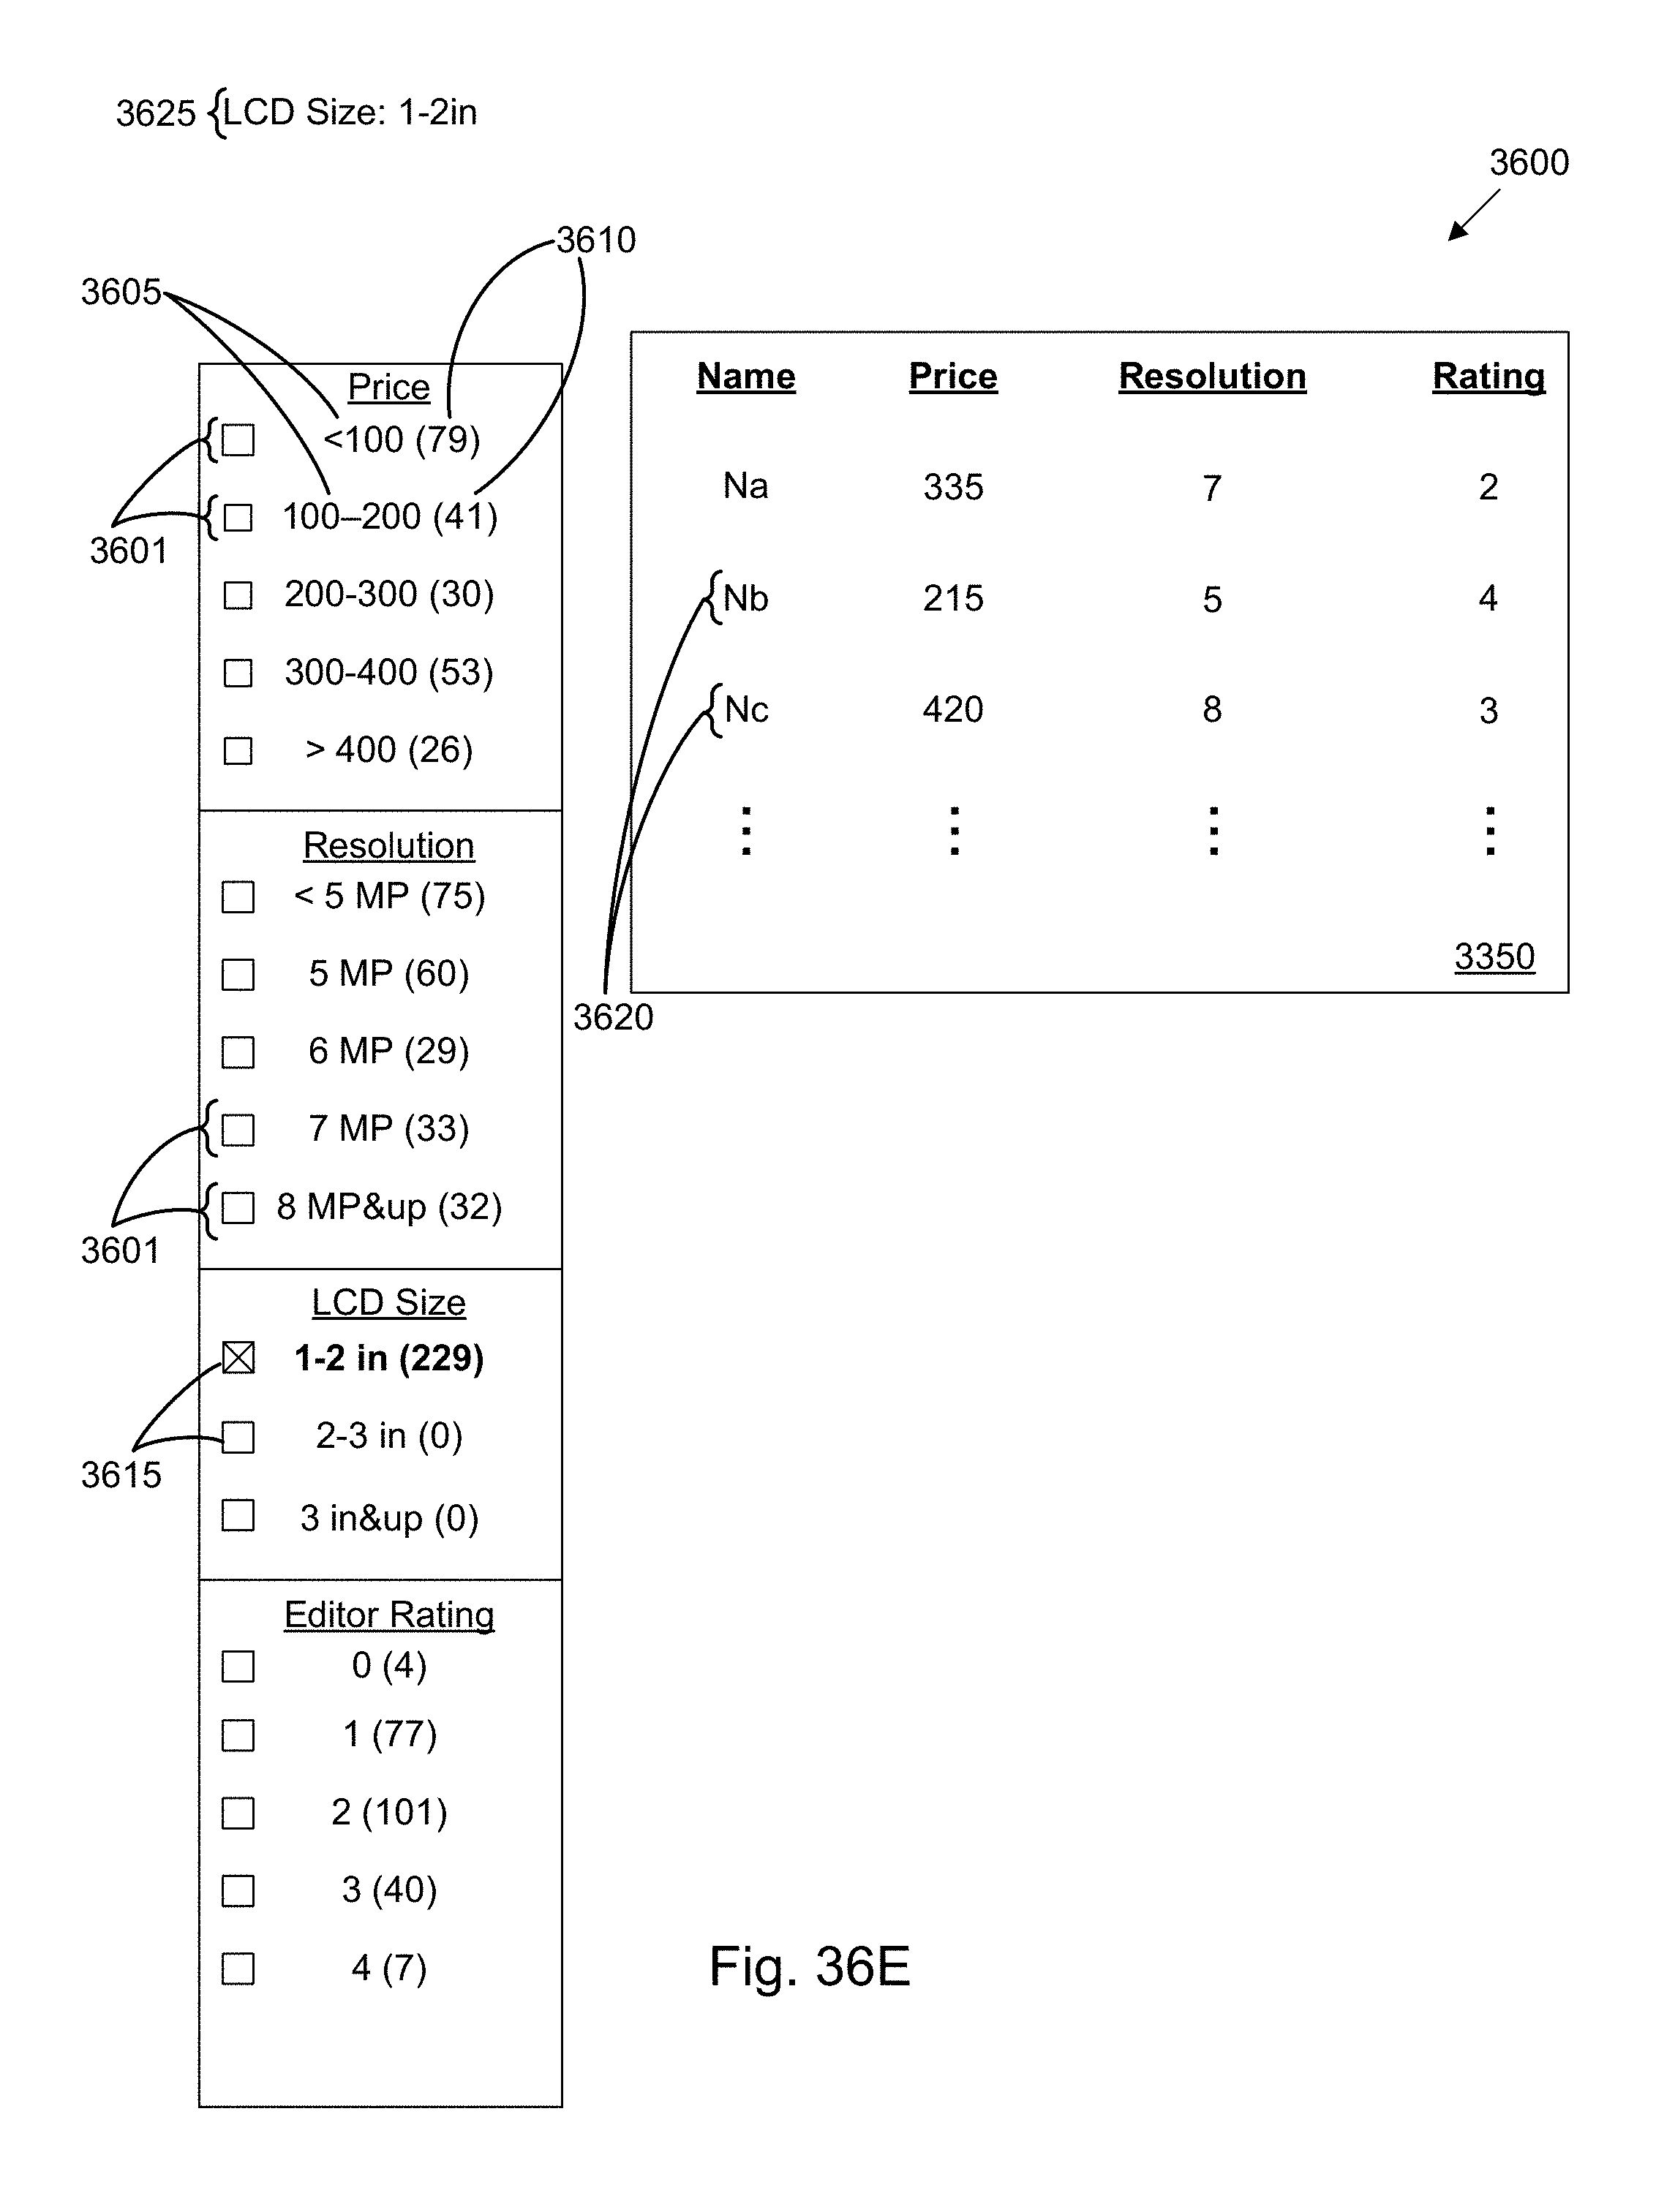 3625 {LCD Size: 1-2in
3600
3610
3605
Price
<100 (79)
100–200 (41)
3601
200-300 (30)
300-400 (53)
> 400 (26)
Resolution
< 5 MP (75)
5 MP (60)
6 MP (29)
7 MP (33)
8 MP&up (32)
3601
LCD Size
1-2 in (229)
2-3 in (0)
3615
3 in&up (0)
Editor Rating
0 (4)
1 (77)
2 (101)
3 (40)
4 (7)
Name Price Resolution Rating
Na 335 7 2
Nb 215 5 4
Nc 420 8 3
3350
3620
Fig. 36E